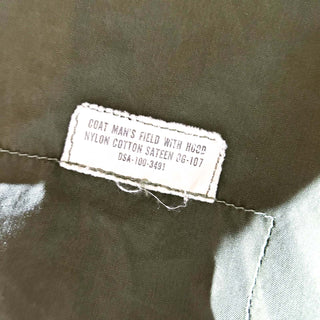 COAT MAN'S FIELD WITH HOOD
NYLON COTTON SATEEN OG-107
DSA-100-3491